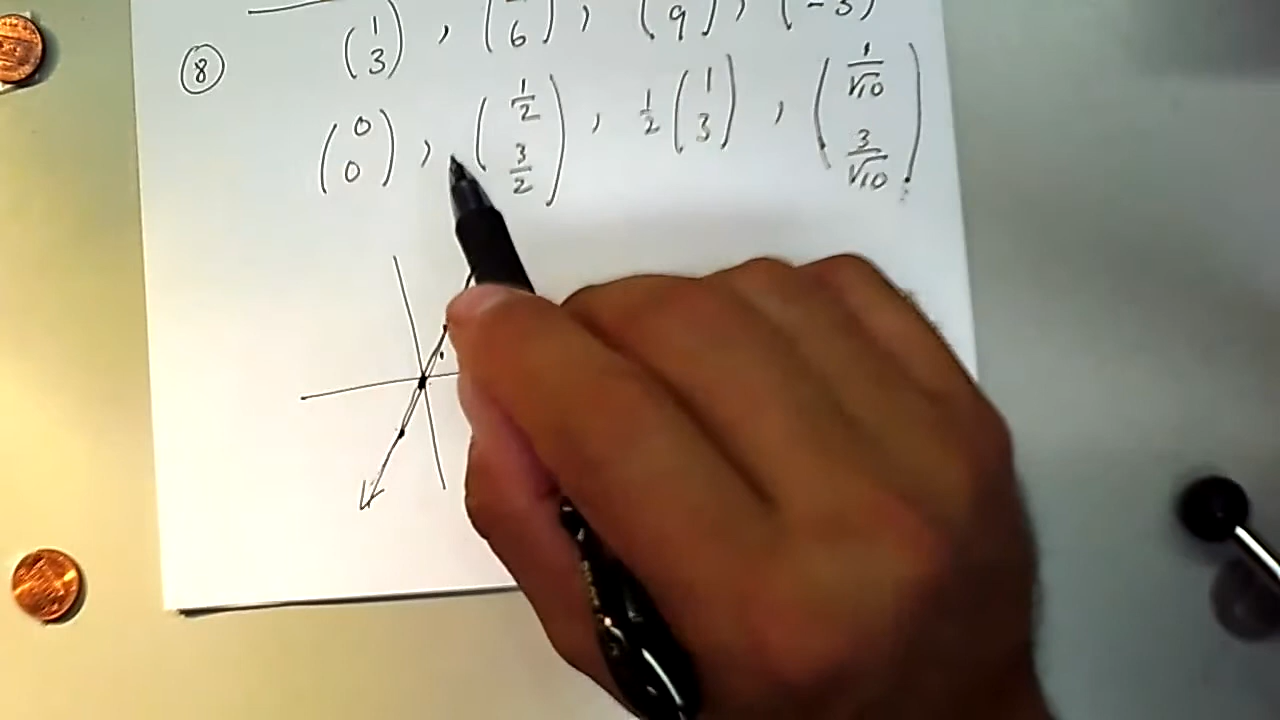 ⑧ (1 3), ( 6), ( 9), ( -3)
(0 0), (1/2 3/2), 1/2 (1 3), (1/√10 3/√10)